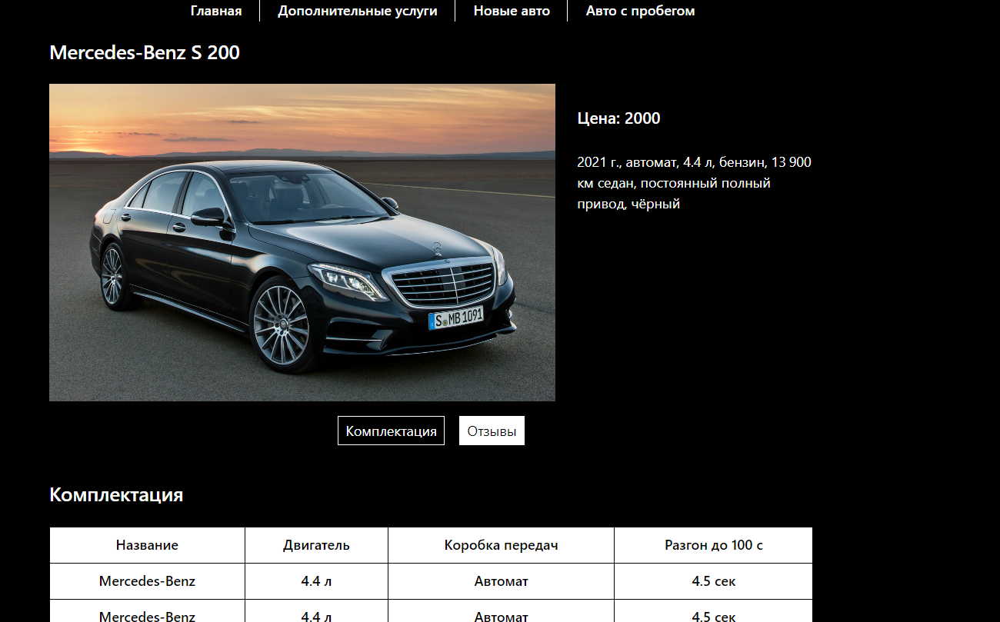 Главная Дополнительные услуги Новые авто Авто с пробегом
Mercedes-Benz S 200
Цена: 2000
2021 г., автомат, 4.4 л, бензин, 13 900
км седан, постоянный полный
привод, чёрный
S MB 1091
Комплектация Отзывы
Комплектация
Название Двигатель Коробка передач Разгон до 100 с
Mercedes-Benz 4.4 л Автомат 4.5 сек
Mercedes-Benz 4.4 л Автомат 4.5 сек